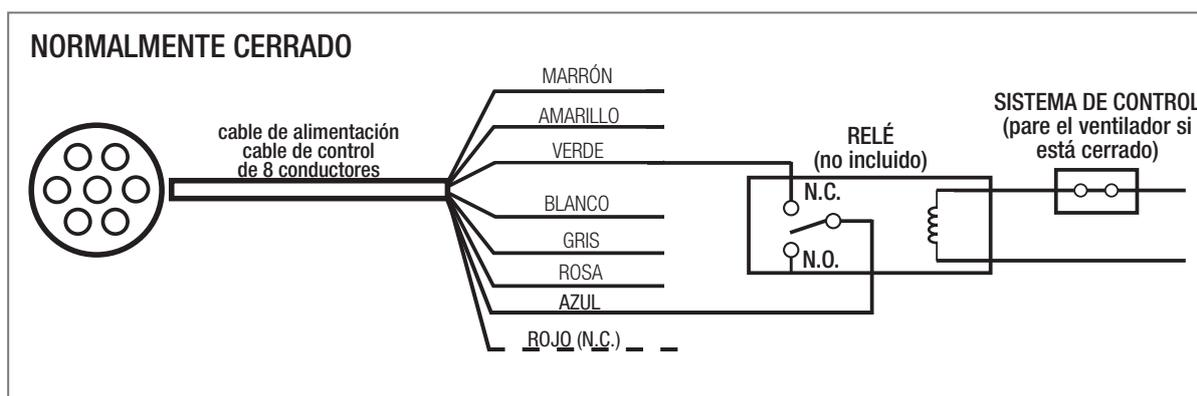 NORMALMENTE CERRADO
cable de alimentación
cable de control
de 8 conductores
MARRÓN
AMARILLO
VERDE
BLANCO
GRIS
ROSA
AZUL
ROJO (N.C.)
RELÉ
(no incluido)
N.C.
N.O.
SISTEMA DE CONTROL
(pare el ventilador si
está cerrado)